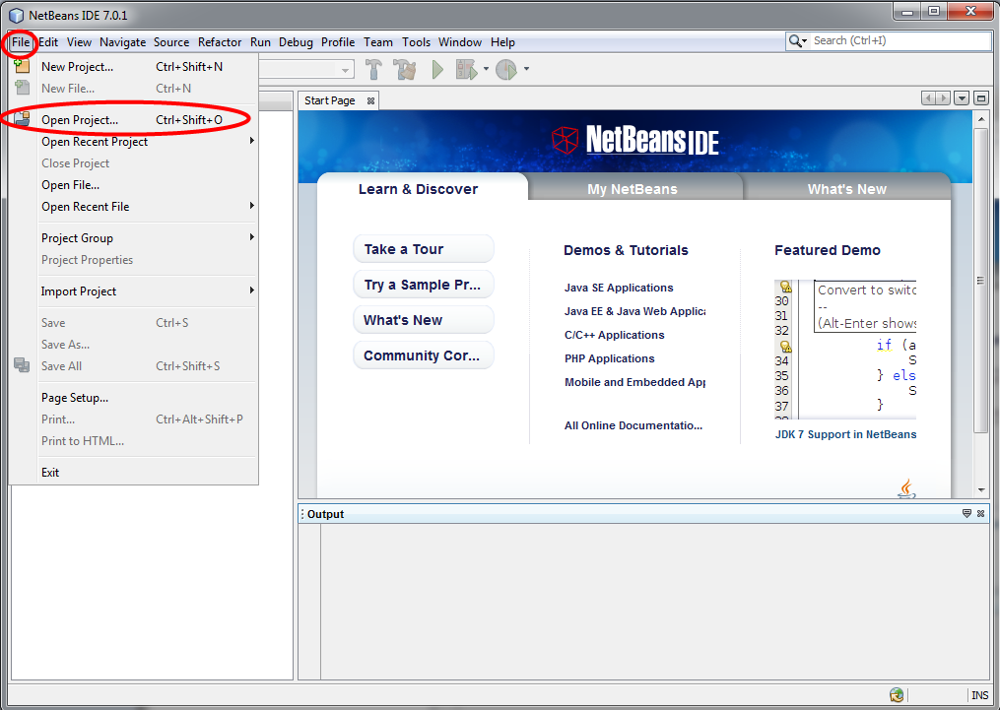 NetBeans IDE 7.0.1
File Edit View Navigate Source Refactor Run Debug Profile Team Tools Window Help
Search (Ctrl+I)
New Project... Ctrl+Shift+N
New File... Ctrl+N
Open Project... Ctrl+Shift+O
Open Recent Project
Close Project
Open File...
Open Recent File
Project Group
Project Properties
Import Project
Save Ctrl+S
Save As...
Save All Ctrl+Shift+S
Page Setup...
Print... Ctrl+Alt+Shift+P
Print to HTML...
Exit
Start Page
NetBeans IDE
Learn & Discover
My NetBeans
What's New
Take a Tour
Try a Sample Pr...
What's New
Community Cor...
Demos & Tutorials
Java SE Applications
Java EE & Java Web Applica
C/C++ Applications
PHP Applications
Mobile and Embedded App
All Online Documentatio...
Featured Demo
Convert to switc
30
31 --
32 (Alt-Enter shows
if (a
34 S
35 } els
36 S
37 }
JDK 7 Support in NetBeans
Output
INS